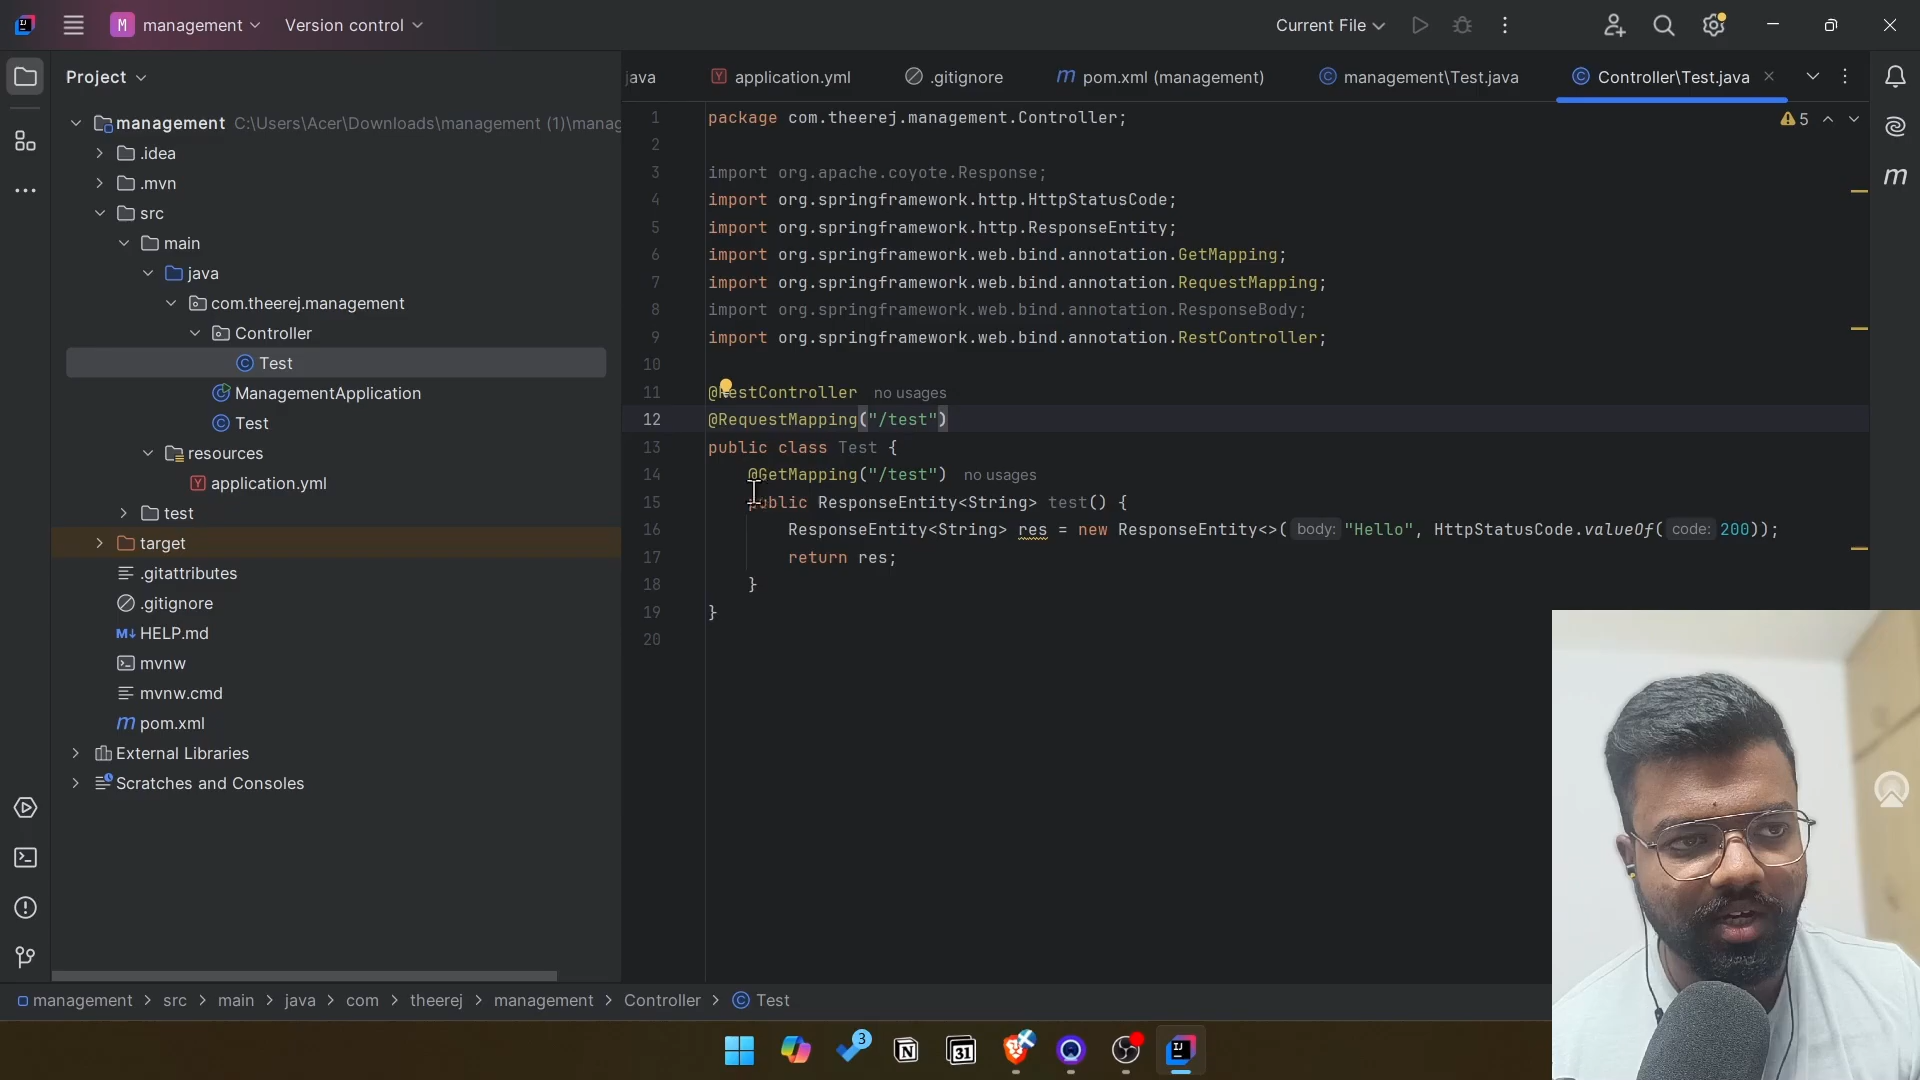 M management Version control Current File
Project
java application.yml .gitignore pom.xml (management) management\Test.java Controller\Test.java
management C:\Users\Acer\Downloads\management (1)\manag
.idea
.mvn
src
main
java
com.theerej.management
Controller
Test
ManagementApplication
Test
resources
application.yml
test
target
.gitattributes
.gitignore
HELP.md
mvnw
mvnw.cmd
pom.xml
External Libraries
Scratches and Consoles
5
1 package com.theerej.management.Controller;
2
3 import org.apache.coyote.Response;
4 import org.springframework.http.HttpStatusCode;
5 import org.springframework.http.ResponseEntity;
6 import org.springframework.web.bind.annotation.GetMapping;
7 import org.springframework.web.bind.annotation.RequestMapping;
8 import org.springframework.web.bind.annotation.ResponseBody;
9 import org.springframework.web.bind.annotation.RestController;
10
11 @RestController no usages
12 @RequestMapping("/test")
13 public class Test {
14 @GetMapping("/test") no usages
15 public ResponseEntity<String> test() {
16 ResponseEntity<String> res = new ResponseEntity<>( body: "Hello", HttpStatusCode.valueOf( code: 200));
17 return res;
18 }
19 }
20
management > src > main > java > com > theerej > management > Controller > Test
3
31